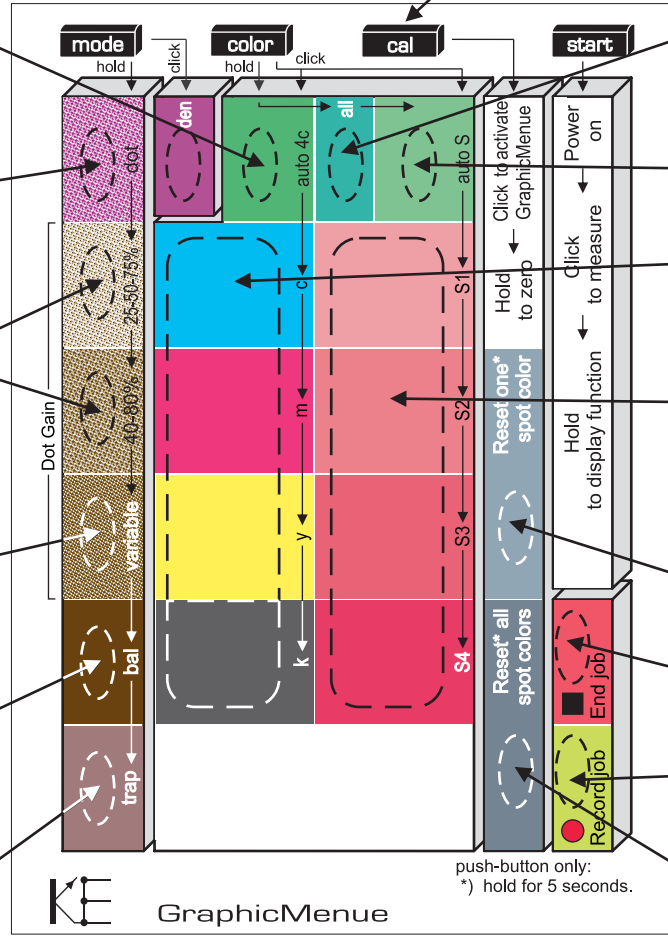 mode
color
cal
start
hold
click
hold
click
den
all
dot
auto 4c
auto S
Click to activate
GraphicMenue
Hold
to zero
Power
on
Click
to measure
Hold
to display function
Dot Gain
25-50-75%
40-80%
variable
bal
trap
c
m
y
k
S1
S2
S3
S4
Reset one*
spot color
Reset* all
spot colors
End job
Record job
push-button only:
*) hold for 5 seconds.
GraphicMenue